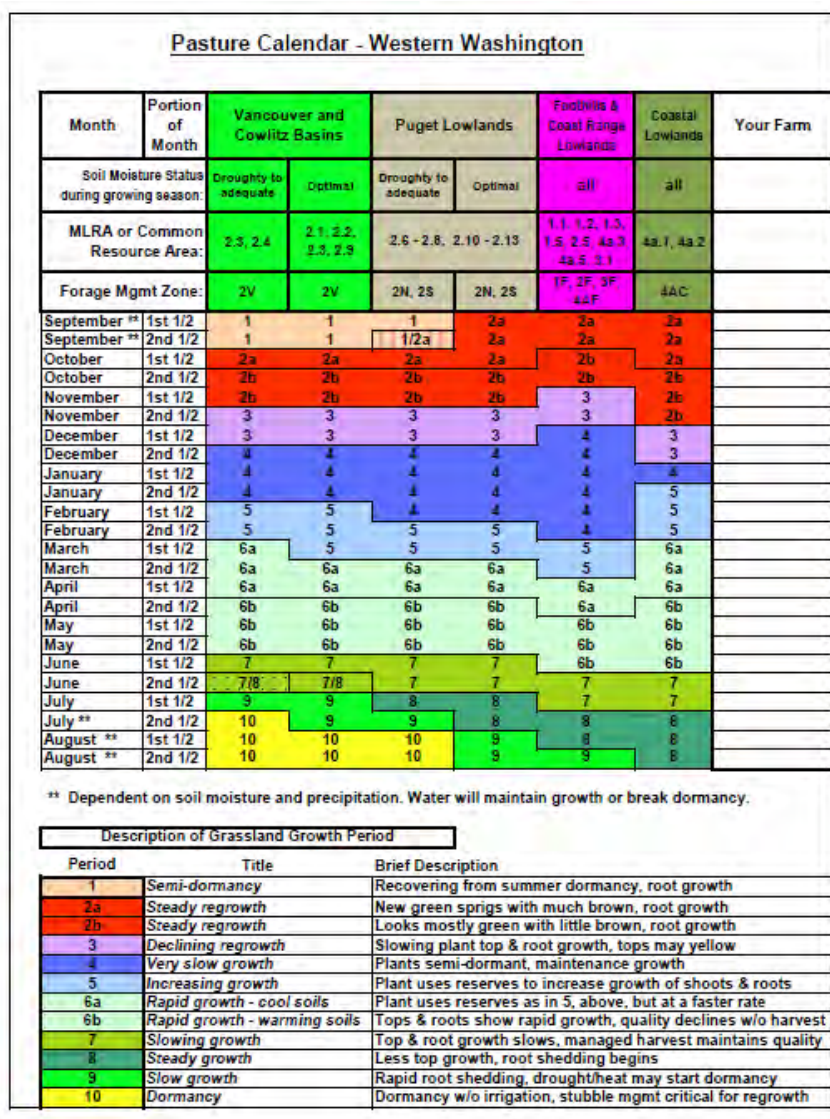 Pasture Calendar - Western Washington
Month Portion of Month Vancouver and Cowlitz Basins Puget Lowlands Foothills & Coast Range Lowlands Coastal Lowlands Your Farm
Soil Moisture Status during growing season: Droughty to adequate Optimal Droughty to adequate Optimal all all
MLRA or Common Resource Area: 2.3, 2.4 2.1, 2.2, 2.3, 2.9 2.6 - 2.8, 2.10 - 2.13 1.1, 1.2, 1.3, 1.5, 2.5, 4a.3, 4a.5, 3.1 4a.1, 4a.2
Forage Mgmt Zone: 2V 2V 2N, 2S 2N, 2S 1F, 2F, 3F, 4AF 4AC
September ** 1st 1/2 1 1 1 2a 2a 2a
September ** 2nd 1/2 1 1 1/2a 2a 2a 2a
October 1st 1/2 2a 2a 2a 2a 2b 2a
October 2nd 1/2 2b 2b 2b 2b 2b 2b
November 1st 1/2 2b 2b 2b 2b 3 2b
November 2nd 1/2 3 3 3 3 3 2b
December 1st 1/2 3 3 3 3 4 3
December 2nd 1/2 4 4 4 4 4 3
January 1st 1/2 4 4 4 4 4 4
January 2nd 1/2 4 4 4 4 4 5
February 1st 1/2 5 5 4 4 4 5
February 2nd 1/2 5 5 5 5 4 5
March 1st 1/2 6a 5 5 5 5 6a
March 2nd 1/2 6a 6a 6a 6a 5 6a
April 1st 1/2 6a 6a 6a 6a 6a 6a
April 2nd 1/2 6b 6b 6b 6b 6a 6b
May 1st 1/2 6b 6b 6b 6b 6b 6b
May 2nd 1/2 6b 6b 6b 6b 6b 6b
June 1st 1/2 7 7 7 7 6b 6b
June 2nd 1/2 7/8 7/8 7 7 7 7
July 1st 1/2 9 9 8 8 7 7
July ** 2nd 1/2 10 9 9 8 8 8
August ** 1st 1/2 10 10 10 9 8 8
August ** 2nd 1/2 10 10 10 9 9 8
** Dependent on soil moisture and precipitation. Water will maintain growth or break dormancy.
Description of Grassland Growth Period
Period Title Brief Description
1 Semi-dormancy Recovering from summer dormancy, root growth
2a Steady regrowth New green sprigs with much brown, root growth
2b Steady regrowth Looks mostly green with little brown, root growth
3 Declining regrowth Slowing plant top & root growth, tops may yellow
4 Very slow growth Plants semi-dormant, maintenance growth
5 Increasing growth Plant uses reserves to increase growth of shoots & roots
6a Rapid growth - cool soils Plant uses reserves as in 5, above, but at a faster rate
6b Rapid growth - warming soils Tops & roots show rapid growth, quality declines w/o harvest
7 Slowing growth Top & root growth slows, managed harvest maintains quality
8 Steady growth Less top growth, root shedding begins
9 Slow growth Rapid root shedding, drought/heat may start dormancy
10 Dormancy Dormancy w/o irrigation, stubble mgmt critical for regrowth